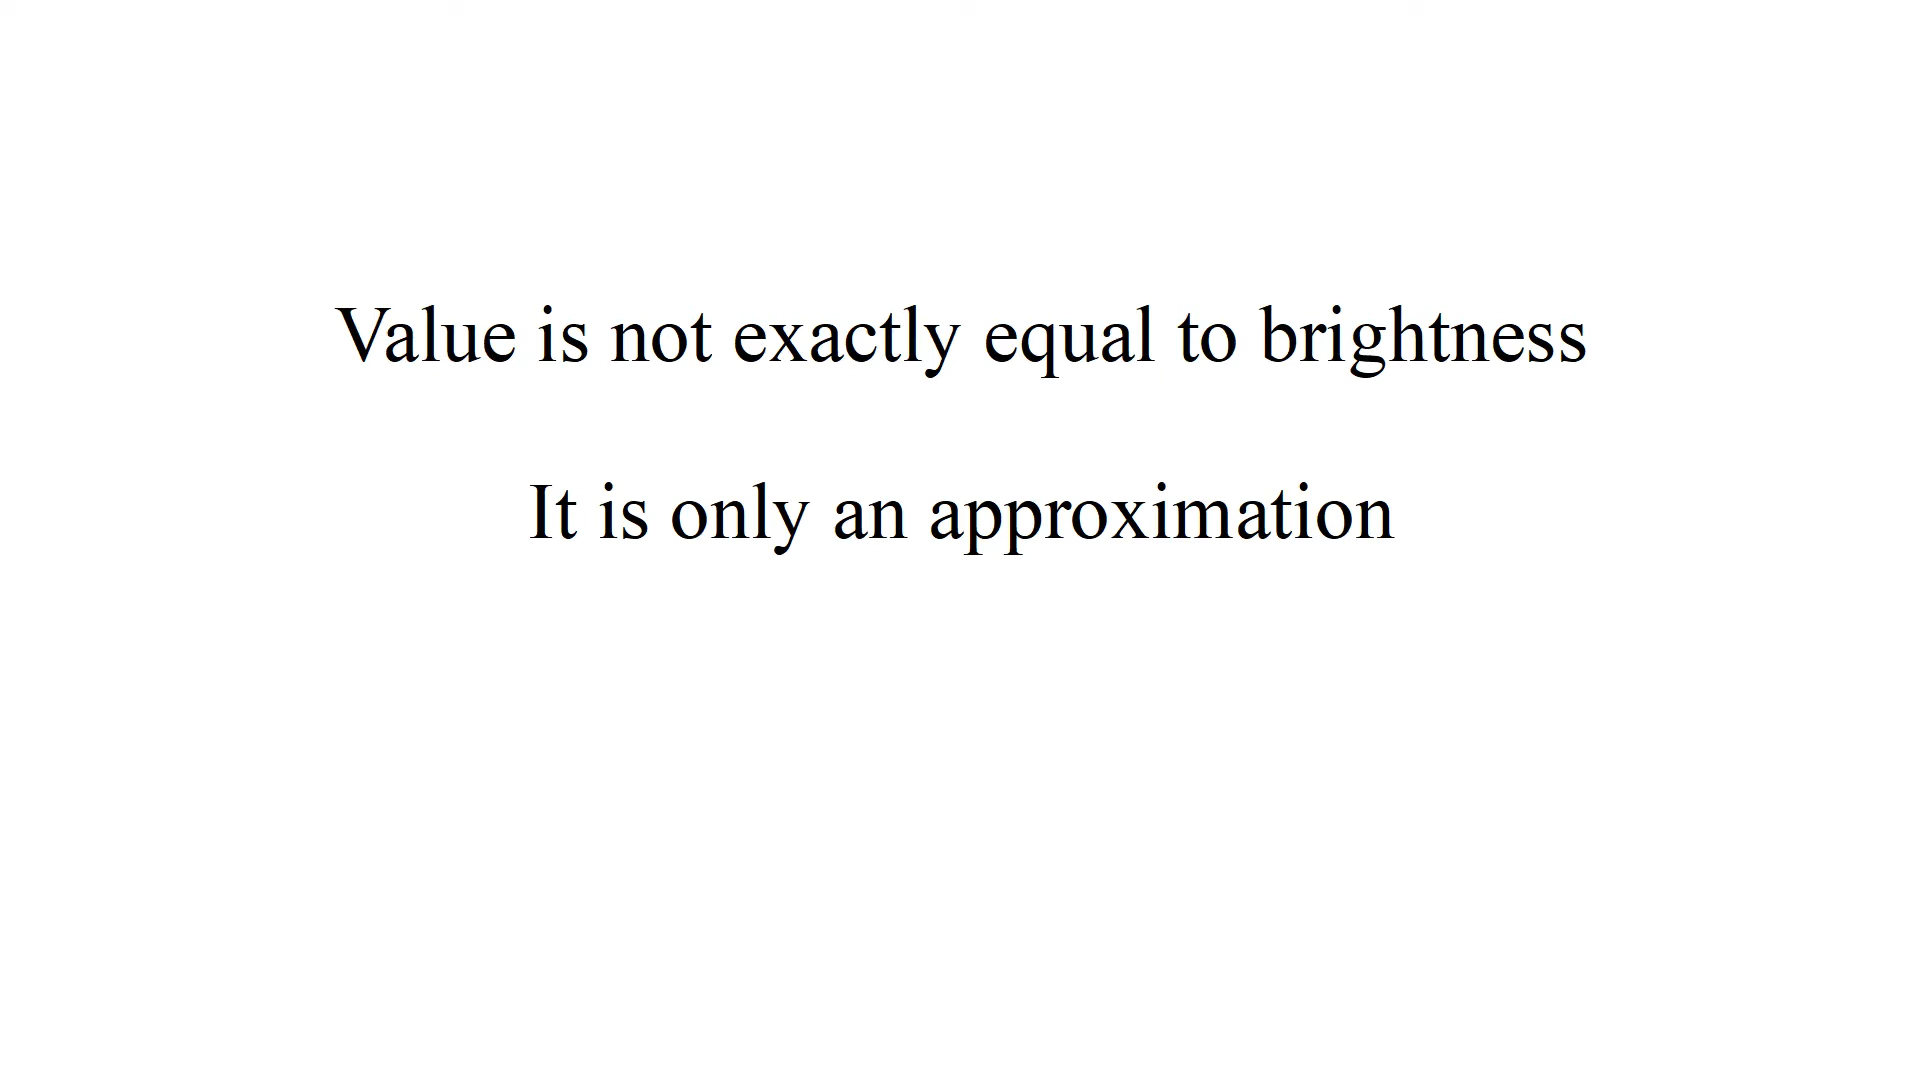 Value is not exactly equal to brightness
It is only an approximation